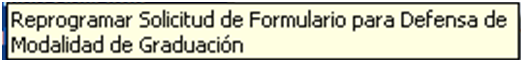 Reprogramar Solicitud de Formulario para Defensa de
Modalidad de Graduación